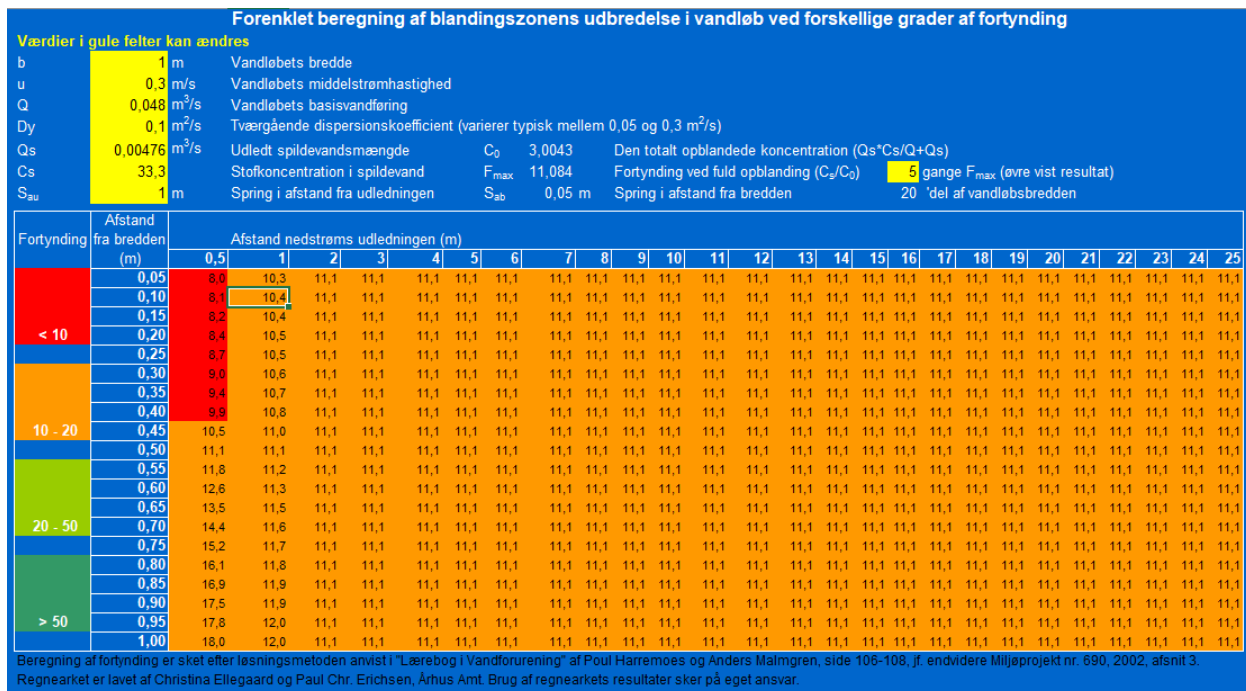 Forenklet beregning af blandingszonens udbredelse i vandløb ved forskellige grader af fortynding
Værdier i gule felter kan ændres
b 1 m Vandløbets bredde
u 0,3 m/s Vandløbets middelstrømhastighed
Q 0,048 m³/s Vandløbets basisvandføring
Dy 0,1 m²/s Tværgående dispersionskoefficient (varierer typisk mellem 0,05 og 0,3 m²/s)
Qs 0,00476 m³/s Udledt spildevandsmængde C₀ 3,0043 Den totalt opblandede koncentration (Qs*Cs/Q+Qs)
Cs 33,3 Stofkoncentration i spildevand Fmax 11,084 Fortynding ved fuld opblanding (Cs/C₀) 5 gange Fmax (øvre vist resultat)
Sau 1 m Spring i afstand fra udledningen Sab 0,05 m Spring i afstand fra bredden 20 'del af vandløbsbredden
Afstand
Fortynding fra bredden Afstand nedstrøms udledningen (m)
(m) 0,5 1 2 3 4 5 6 7 8 9 10 11 12 13 14 15 16 17 18 19 20 21 22 23 24 25
0,05 8,0 10,3 11,1 11,1 11,1 11,1 11,1 11,1 11,1 11,1 11,1 11,1 11,1 11,1 11,1 11,1 11,1 11,1 11,1 11,1 11,1 11,1 11,1 11,1 11,1 11,1
0,10 8,1 10,4 11,1 11,1 11,1 11,1 11,1 11,1 11,1 11,1 11,1 11,1 11,1 11,1 11,1 11,1 11,1 11,1 11,1 11,1 11,1 11,1 11,1 11,1 11,1 11,1
0,15 8,2 10,4 11,1 11,1 11,1 11,1 11,1 11,1 11,1 11,1 11,1 11,1 11,1 11,1 11,1 11,1 11,1 11,1 11,1 11,1 11,1 11,1 11,1 11,1 11,1 11,1
< 10 0,20 8,4 10,5 11,1 11,1 11,1 11,1 11,1 11,1 11,1 11,1 11,1 11,1 11,1 11,1 11,1 11,1 11,1 11,1 11,1 11,1 11,1 11,1 11,1 11,1 11,1 11,1
0,25 8,7 10,5 11,1 11,1 11,1 11,1 11,1 11,1 11,1 11,1 11,1 11,1 11,1 11,1 11,1 11,1 11,1 11,1 11,1 11,1 11,1 11,1 11,1 11,1 11,1 11,1
0,30 9,0 10,6 11,1 11,1 11,1 11,1 11,1 11,1 11,1 11,1 11,1 11,1 11,1 11,1 11,1 11,1 11,1 11,1 11,1 11,1 11,1 11,1 11,1 11,1 11,1 11,1
0,35 9,4 10,7 11,1 11,1 11,1 11,1 11,1 11,1 11,1 11,1 11,1 11,1 11,1 11,1 11,1 11,1 11,1 11,1 11,1 11,1 11,1 11,1 11,1 11,1 11,1 11,1
0,40 9,9 10,8 11,1 11,1 11,1 11,1 11,1 11,1 11,1 11,1 11,1 11,1 11,1 11,1 11,1 11,1 11,1 11,1 11,1 11,1 11,1 11,1 11,1 11,1 11,1 11,1
10 - 20 0,45 10,5 11,0 11,1 11,1 11,1 11,1 11,1 11,1 11,1 11,1 11,1 11,1 11,1 11,1 11,1 11,1 11,1 11,1 11,1 11,1 11,1 11,1 11,1 11,1 11,1 11,1
0,50 11,1 11,1 11,1 11,1 11,1 11,1 11,1 11,1 11,1 11,1 11,1 11,1 11,1 11,1 11,1 11,1 11,1 11,1 11,1 11,1 11,1 11,1 11,1 11,1 11,1 11,1
0,55 11,8 11,2 11,1 11,1 11,1 11,1 11,1 11,1 11,1 11,1 11,1 11,1 11,1 11,1 11,1 11,1 11,1 11,1 11,1 11,1 11,1 11,1 11,1 11,1 11,1 11,1
0,60 12,6 11,3 11,1 11,1 11,1 11,1 11,1 11,1 11,1 11,1 11,1 11,1 11,1 11,1 11,1 11,1 11,1 11,1 11,1 11,1 11,1 11,1 11,1 11,1 11,1 11,1
0,65 13,5 11,5 11,1 11,1 11,1 11,1 11,1 11,1 11,1 11,1 11,1 11,1 11,1 11,1 11,1 11,1 11,1 11,1 11,1 11,1 11,1 11,1 11,1 11,1 11,1 11,1
20 - 50 0,70 14,4 11,6 11,1 11,1 11,1 11,1 11,1 11,1 11,1 11,1 11,1 11,1 11,1 11,1 11,1 11,1 11,1 11,1 11,1 11,1 11,1 11,1 11,1 11,1 11,1 11,1
0,75 15,2 11,7 11,1 11,1 11,1 11,1 11,1 11,1 11,1 11,1 11,1 11,1 11,1 11,1 11,1 11,1 11,1 11,1 11,1 11,1 11,1 11,1 11,1 11,1 11,1 11,1
0,80 16,1 11,8 11,1 11,1 11,1 11,1 11,1 11,1 11,1 11,1 11,1 11,1 11,1 11,1 11,1 11,1 11,1 11,1 11,1 11,1 11,1 11,1 11,1 11,1 11,1 11,1
0,85 16,9 11,9 11,1 11,1 11,1 11,1 11,1 11,1 11,1 11,1 11,1 11,1 11,1 11,1 11,1 11,1 11,1 11,1 11,1 11,1 11,1 11,1 11,1 11,1 11,1 11,1
0,90 17,5 11,9 11,1 11,1 11,1 11,1 11,1 11,1 11,1 11,1 11,1 11,1 11,1 11,1 11,1 11,1 11,1 11,1 11,1 11,1 11,1 11,1 11,1 11,1 11,1 11,1
> 50 0,95 17,8 12,0 11,1 11,1 11,1 11,1 11,1 11,1 11,1 11,1 11,1 11,1 11,1 11,1 11,1 11,1 11,1 11,1 11,1 11,1 11,1 11,1 11,1 11,1 11,1 11,1
1,00 18,0 12,0 11,1 11,1 11,1 11,1 11,1 11,1 11,1 11,1 11,1 11,1 11,1 11,1 11,1 11,1 11,1 11,1 11,1 11,1 11,1 11,1 11,1 11,1 11,1 11,1
Beregning af fortynding er sket efter løsningsmetoden anvist i "Lærebog i Vandforurening" af Poul Harremoes og Anders Malmgren, side 106-108, jf. endvidere Miljøprojekt nr. 690, 2002, afsnit 3.
Regnearket er lavet af Christina Ellegaard og Paul Chr. Erichsen, Århus Amt. Brug af regnearkets resultater sker på eget ansvar.